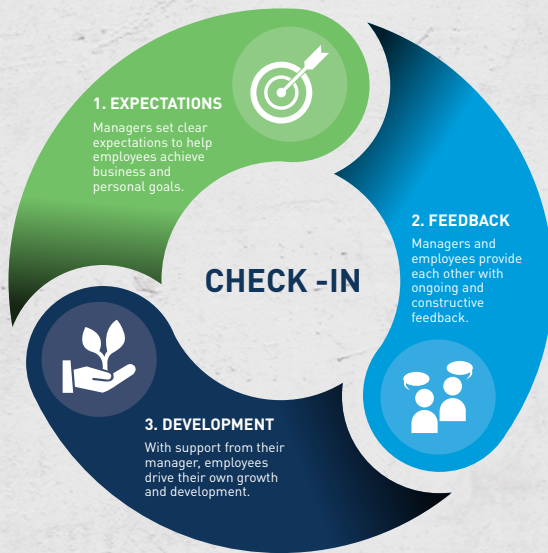 1. EXPECTATIONS
Managers set clear
expectations to help
employees achieve
business and
personal goals.
2. FEEDBACK
Managers and
employees provide
each other with
ongoing and
constructive
feedback.
CHECK -IN
3. DEVELOPMENT
With support from their
manager, employees
drive their own growth
and development.